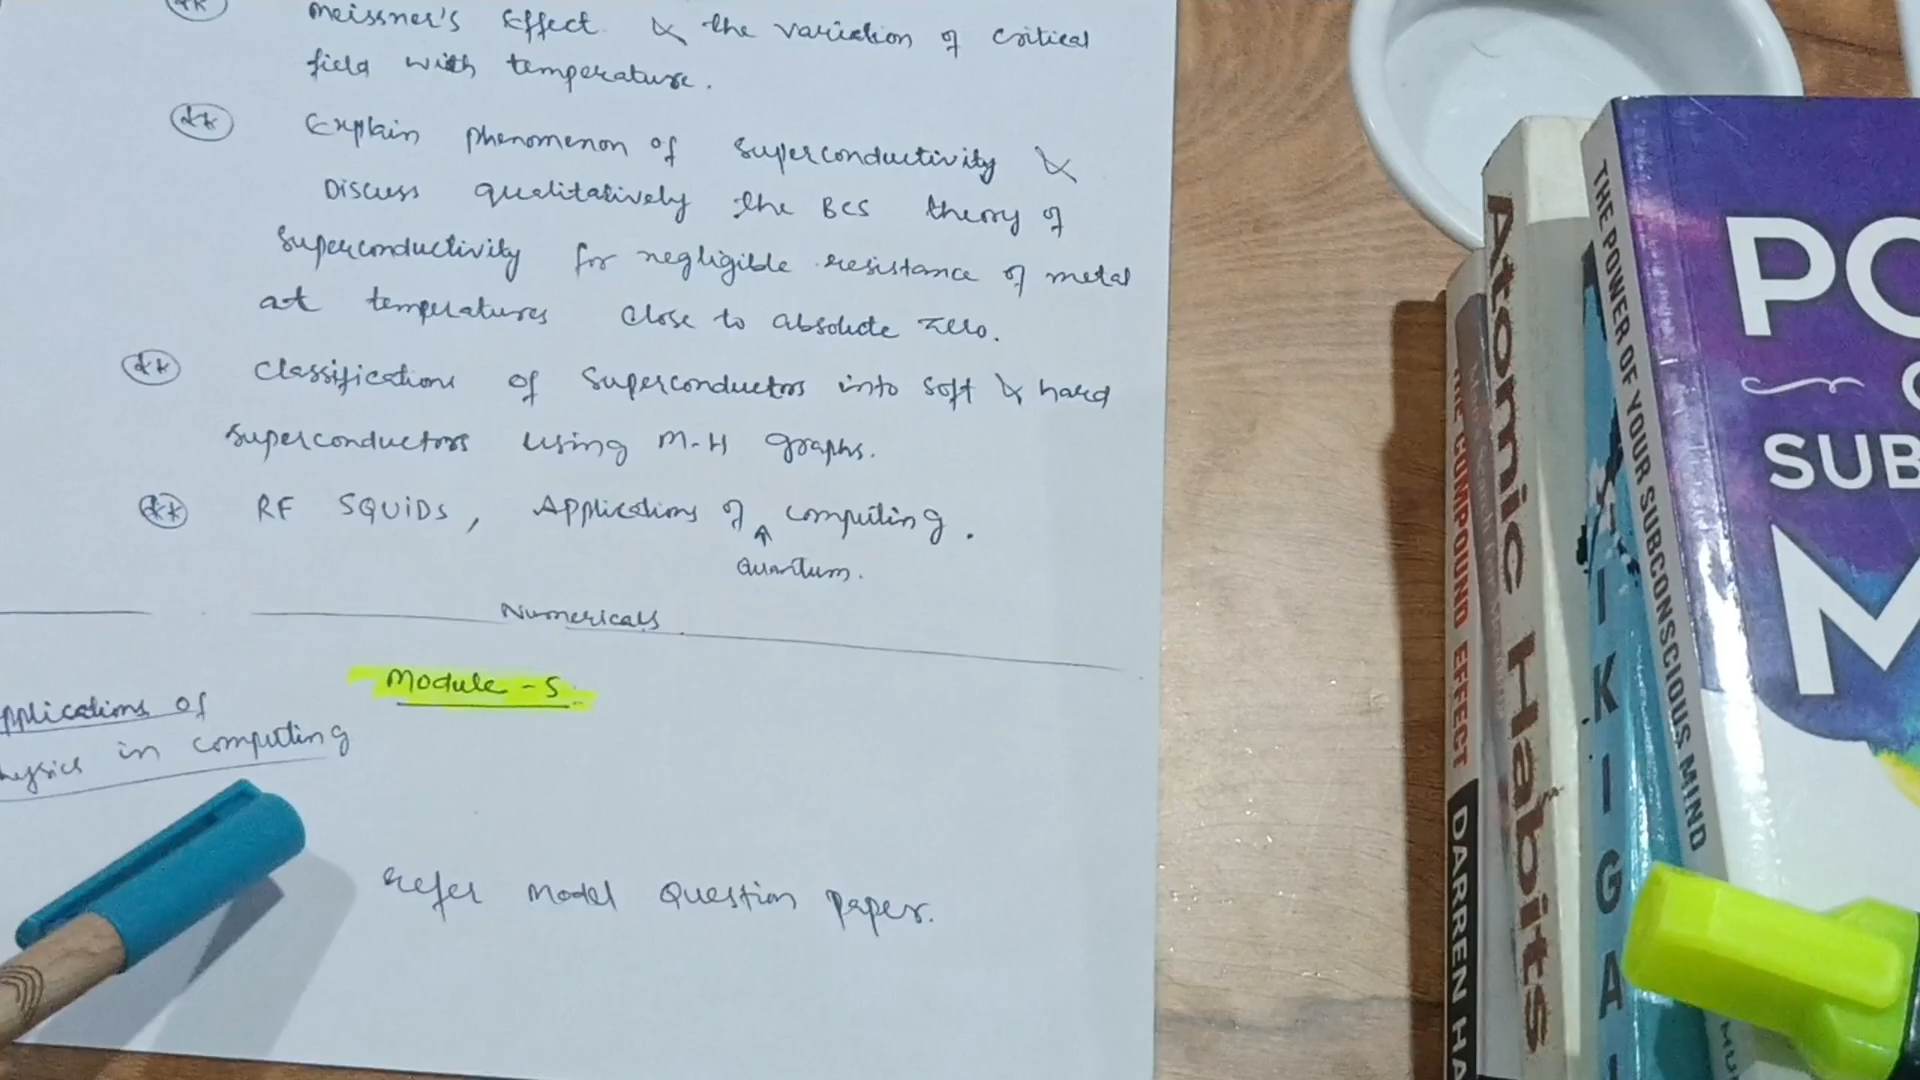 **
Meissner's Effect. & the variation of critical
field with temperature.
** Explain phenomenon of superconductivity &
Discuss qualitatively the BCS theory of
superconductivity for negligible resistance of metal
at temperatures close to absolute zero.
** Classifications of superconductors into soft & hard
superconductors using M-H graphs.
** RF SQUIDS, Applications of computing.
Quantum.
Numericals
Module - 5
pplications of
hysics in computing
refer Model Question paper.
THE COMPOUND EFFECT
DARREN HA
Atomic Habits
IKIGAI
THE POWER OF YOUR SUBCONSCIOUS MIND
PO
SUB
M